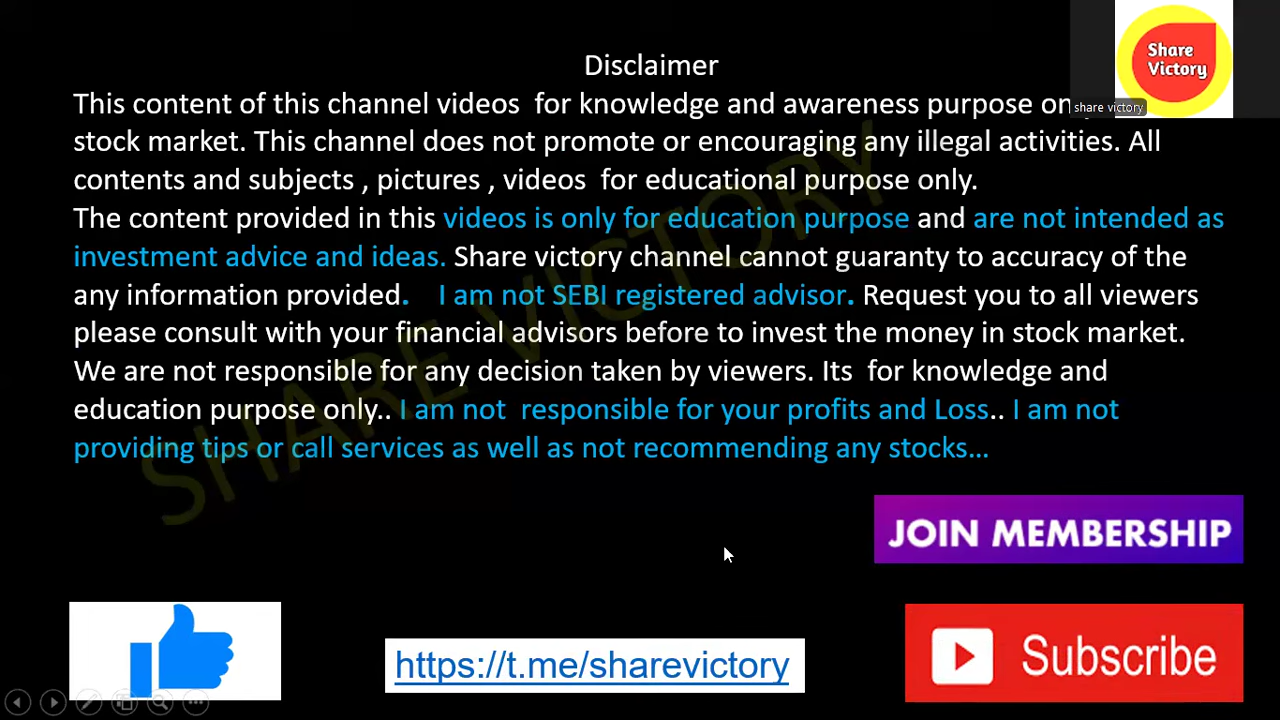 Share
Victory
share victory
Disclaimer
This content of this channel videos for knowledge and awareness purpose
stock market. This channel does not promote or encouraging any illegal activities. All
contents and subjects , pictures , videos for educational purpose only.
The content provided in this videos is only for education purpose and are not intended as
investment advice and ideas. Share victory channel cannot guaranty to accuracy of the
any information provided. I am not SEBI registered advisor. Request you to all viewers
please consult with your financial advisors before to invest the money in stock market.
We are not responsible for any decision taken by viewers. Its for knowledge and
education purpose only.. I am not responsible for your profits and Loss.. I am not
providing tips or call services as well as not recommending any stocks…
SHARE VICTORY
JOIN MEMBERSHIP
https://t.me/sharevictory
Subscribe